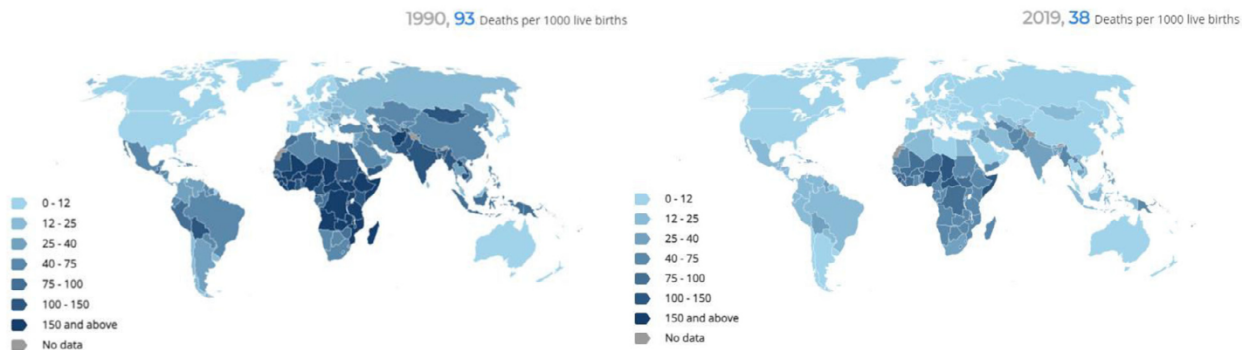 1990, 93 Deaths per 1000 live births
0 - 12
12 - 25
25 - 40
40 - 75
75 - 100
100 - 150
150 and above
No data
2019, 38 Deaths per 1000 live births
0 - 12
12 - 25
25 - 40
40 - 75
75 - 100
100 - 150
150 and above
No data